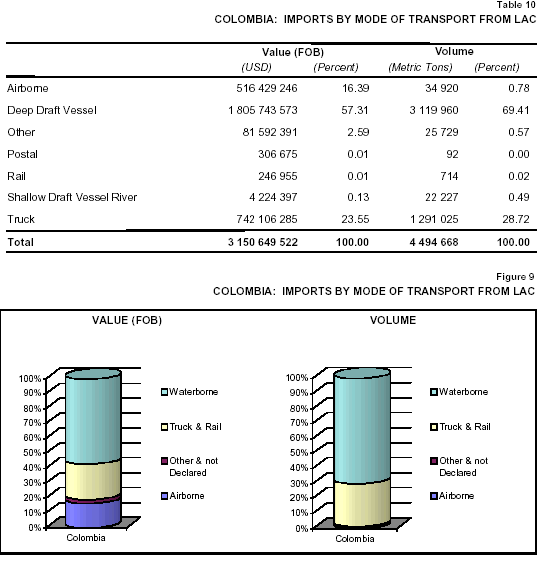 Table 10
COLOMBIA: IMPORTS BY MODE OF TRANSPORT FROM LAC
Value (FOB) Volume
(USD) (Percent) (Metric Tons) (Percent)
Airborne 516 429 246 16.39 34 920 0.78
Deep Draft Vessel 1 805 743 573 57.31 3 119 960 69.41
Other 81 592 391 2.59 25 729 0.57
Postal 306 675 0.01 92 0.00
Rail 246 955 0.01 714 0.02
Shallow Draft Vessel River 4 224 397 0.13 22 227 0.49
Truck 742 106 285 23.55 1 291 025 28.72
Total 3 150 649 522 100.00 4 494 668 100.00
Figure 9
COLOMBIA: IMPORTS BY MODE OF TRANSPORT FROM LAC
VALUE (FOB)
100%
90%
80%
70%
60%
50%
40%
30%
20%
10%
0%
Colombia
Waterborne
Truck & Rail
Other & not
Declared
Airborne
VOLUME
100%
90%
80%
70%
60%
50%
40%
30%
20%
10%
0%
Colombia
Waterborne
Truck & Rail
Other & not
Declared
Airborne